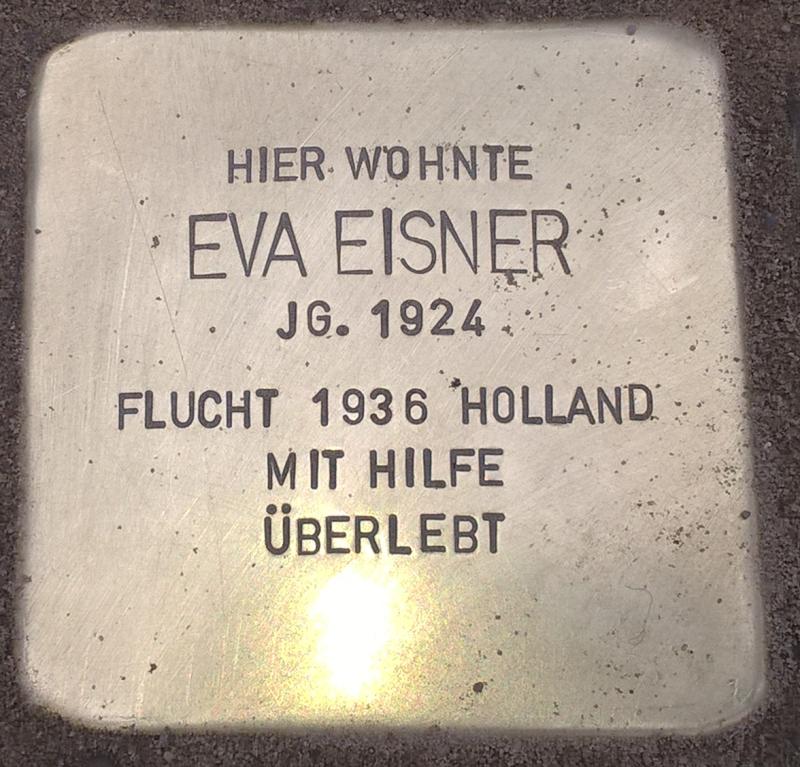 HIER WOHNTE
EVA EISNER
JG. 1924
FLUCHT 1936 HOLLAND
MIT HILFE
ÜBERLEBT